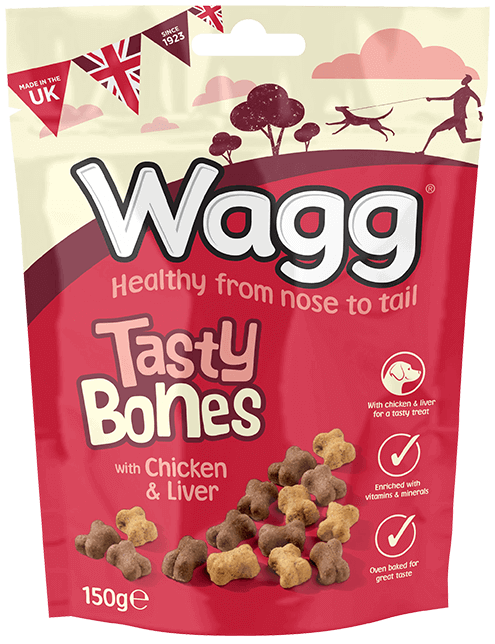 MADE IN THE
UK
SINCE
1923
Wagg®
Healthy from nose to tail
Tasty
Bones
with Chicken
& Liver
With chicken & liver
for a tasty treat
Enriched with
vitamins & minerals
Oven baked for
great taste
150g℮